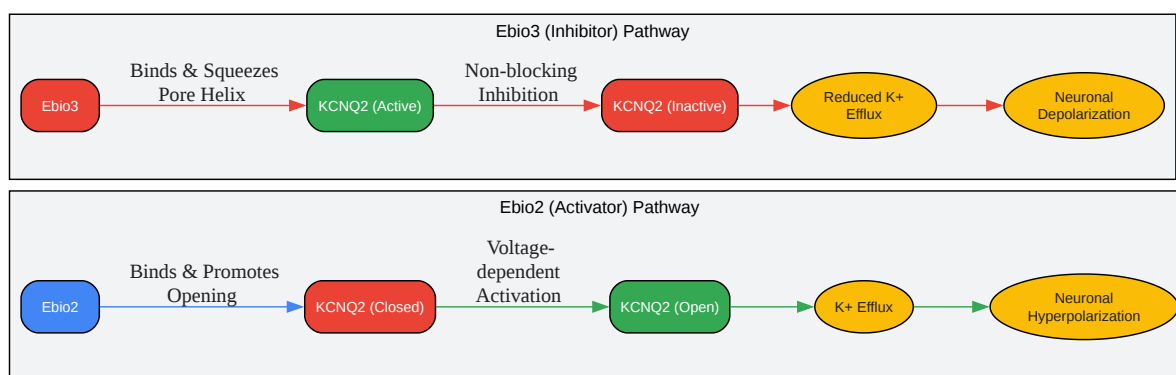 Ebio3 (Inhibitor) Pathway
Binds & Squeezes
Pore Helix
Non-blocking
Inhibition
Ebio3
KCNQ2 (Active)
KCNQ2 (Inactive)
Reduced K+
Efflux
Neuronal
Depolarization
Ebio2 (Activator) Pathway
Binds & Promotes
Opening
Voltage-
dependent
Activation
Ebio2
KCNQ2 (Closed)
KCNQ2 (Open)
K+ Efflux
Neuronal
Hyperpolarization